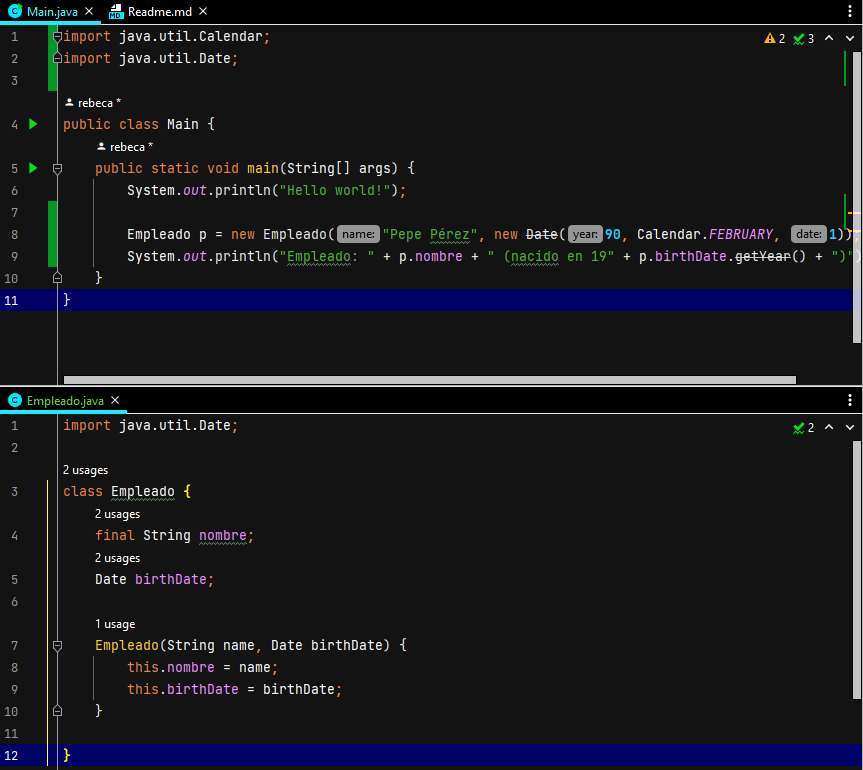 Main.java Readme.md
1 import java.util.Calendar; 2 3
2 import java.util.Date;
3
rebeca *
4 public class Main {
rebeca *
5 public static void main(String[] args) {
6 System.out.println("Hello world!");
7
8 Empleado p = new Empleado( name: "Pepe Pérez", new Date( year: 90, Calendar.FEBRUARY, date: 1));
9 System.out.println("Empleado: " + p.nombre + " (nacido en 19" + p.birthDate.getYear() + ")")
10 }
11 }
Empleado.java
1 import java.util.Date; 2
2
2 usages
3 class Empleado {
2 usages
4 final String nombre;
2 usages
5 Date birthDate;
6
1 usage
7 Empleado(String name, Date birthDate) {
8 this.nombre = name;
9 this.birthDate = birthDate;
10 }
11
12 }